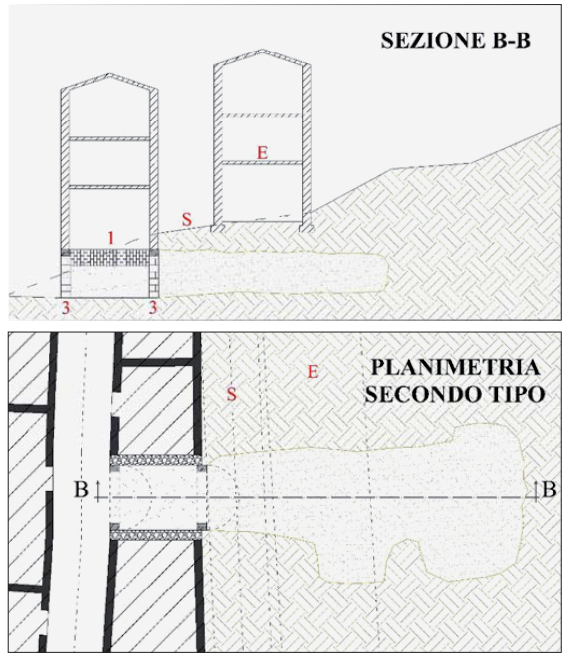 SEZIONE B-B
E
S
1
3 3
PLANIMETRIA
SECONDO TIPO
E
S
B B